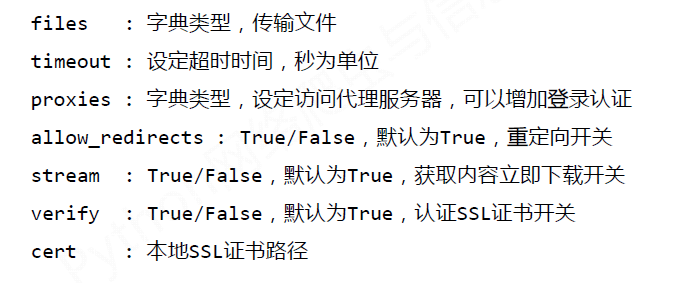 files : 字典类型，传输文件
timeout : 设定超时时间，秒为单位
proxies : 字典类型，设定访问代理服务器，可以增加登录认证
allow_redirects : True/False，默认为True，重定向开关
stream : True/False，默认为True，获取内容立即下载开关
verify : True/False，默认为True，认证SSL证书开关
cert : 本地SSL证书路径